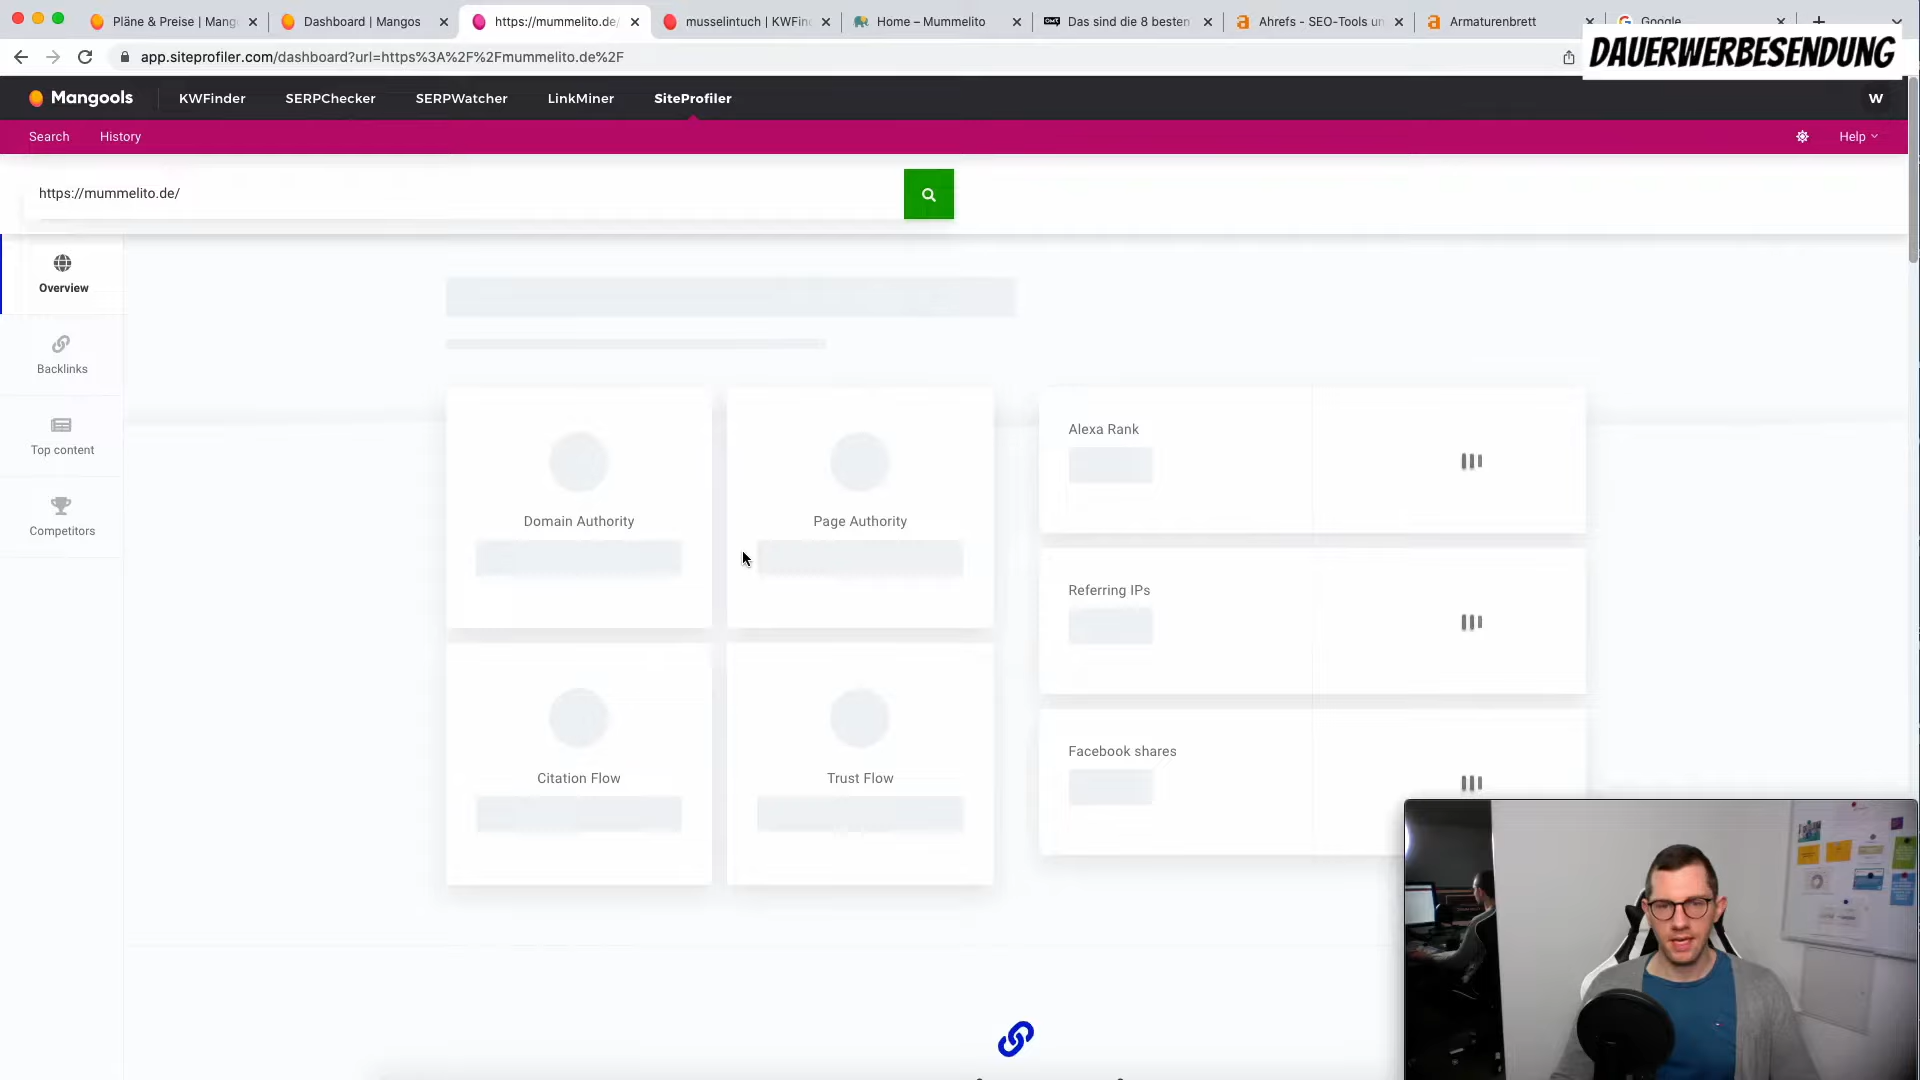 Pläne & Preise | Mang
Dashboard | Mangos
https://mummelito.de/
musselintuch | KWFin
Home – Mummelito
Das sind die 8 besten
Ahrefs - SEO-Tools un
Armaturenbrett
Google
app.siteprofiler.com/dashboard?url=https%3A%2F%2Fmummelito.de%2F
DAUERWERBESENDUNG
Mangools
KWFinder
SERPChecker
SERPWatcher
LinkMiner
SiteProfiler
W
Search
History
Help
https://mummelito.de/
Overview
Backlinks
Top content
Competitors
Domain Authority
Page Authority
Alexa Rank
Referring IPs
Citation Flow
Trust Flow
Facebook shares